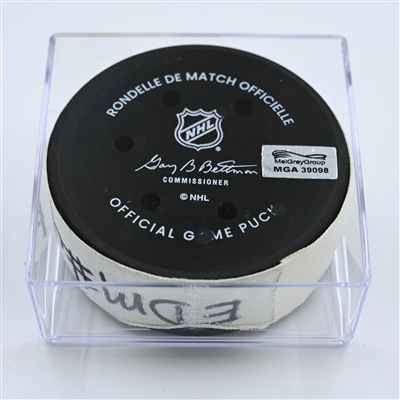 RONDELLE DE MATCH OFFICIELLE
NHL
Gary B Bettman
COMMISSIONER
© NHL
OFFICIAL GAME PUCK
MeiGrayGroup
MGA 39098
EDM